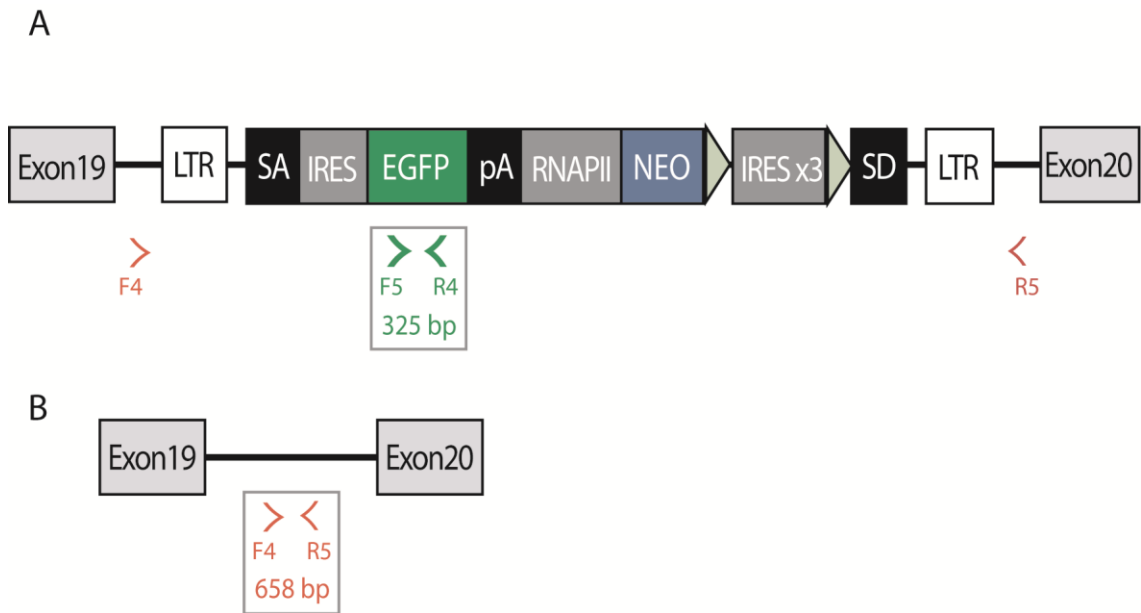 A
Exon19 LTR SA IRES EGFP pA RNAPII NEO IRES x3 SD LTR Exon20
F4 F5 R4 R5
325 bp
B
Exon19 Exon20
F4 R5
658 bp